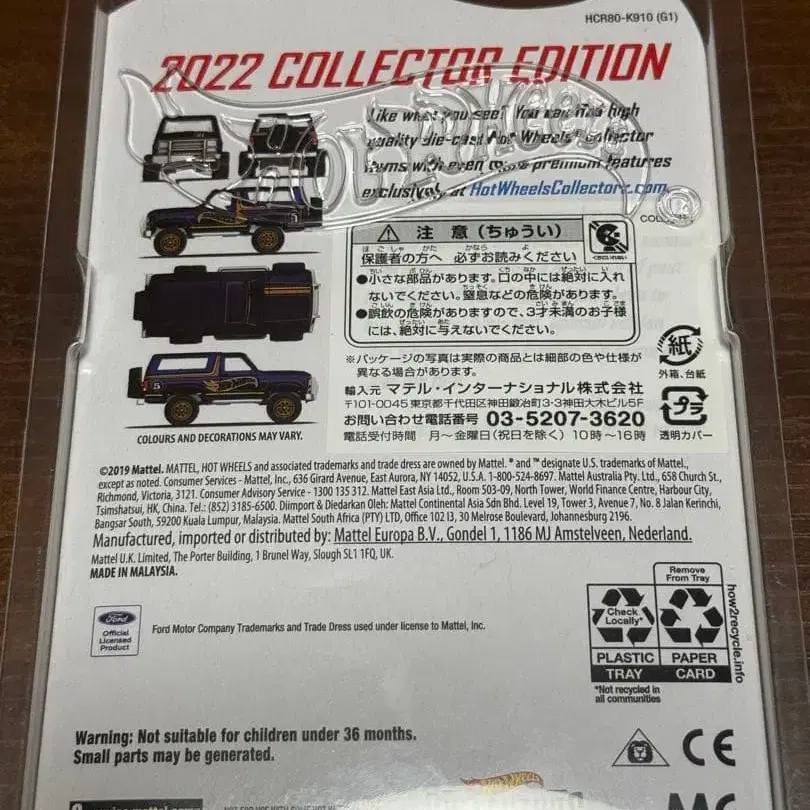 HCR80-K910 (G1)
2022 COLLECTOR EDITION
Like what you see? You can find high
quality die-cast Hot Wheels® collector
items with even more premium features
exclusively at HotWheelsCollectors.com.
COLOURS AND DECORATIONS MAY VARY.
⚠ 注意(ちゅうい)
保護者の方へ 必ずお読みください
●小さな部品があります。口の中には絶対に入れ
ないでください。窒息などの危険があります。
●誤飲の危険がありますので、3才未満のお子様
には、絶対に与えないでください。
※パッケージの写真は実際の商品とは細部の色や仕様が
異なる場合があります。
輸入元 マテル・インターナショナル株式会社
〒101-0045 東京都千代田区神田鍛冶町3-3神田大木ビル5F
お問い合わせ電話番号 03-5207-3620
電話受付時間 月~金曜日(祝日を除く) 10時~16時
紙
外箱、台紙
プラ
透明カバー
©2019 Mattel. MATTEL, HOT WHEELS and associated trademarks and trade dress are owned by Mattel. ® and ™ designate U.S. trademarks of Mattel.,
except as noted. Consumer Services - Mattel, Inc., 636 Girard Avenue, East Aurora, NY 14052, U.S.A. 1-800-524-8697. Mattel Australia Pty. Ltd., 658 Church St.,
Richmond, Victoria, 3121. Consumer Advisory Service - 1300 135 312. Mattel East Asia Ltd., Room 503-09, North Tower, World Finance Centre, Harbour City,
Tsimshatsui, HK, China. Tel.: (852) 3185-6500. Diimport & Diedarkan Oleh: Mattel Continental Asia Sdn Bhd. Level 19, Tower 3, Avenue 7, No. 8 Jalan Kerinchi,
Bangsar South, 59200 Kuala Lumpur, Malaysia. Mattel South Africa (PTY) LTD, Office 102 I3, 30 Melrose Boulevard, Johannesburg 2196.
Manufactured, imported or distributed by: Mattel Europa B.V., Gondel 1, 1186 MJ Amstelveen, Nederland.
Mattel U.K. Limited, The Porter Building, 1 Brunel Way, Slough SL1 1FQ, UK.
MADE IN MALAYSIA.
Ford
Official
Licensed
Product
Ford Motor Company Trademarks and Trade Dress used under license to Mattel, Inc.
Remove
From Tray
Check
Locally*
PLASTIC
TRAY
PAPER
CARD
*Not recycled in
all communities
how2recycle.info
Warning: Not suitable for children under 36 months.
Small parts may be generated.
CE
Hot Wheels